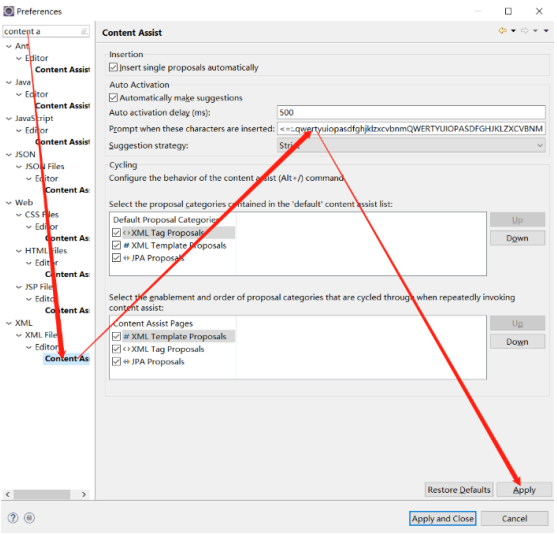 Preferences
content a
Content Assist
Ant
Editor
Content Assist
Java
Editor
Content Assist
JavaScript
Editor
Content As
JSON
JSON Files
Editor
Content As
Web
CSS Files
Editor
Content As
HTML Files
Editor
Content As
JSP Files
Editor
Content As
XML
XML Files
Editor
Content As
Insertion
Insert single proposals automatically
Auto Activation
Automatically make suggestions
Auto activation delay (ms):
500
Prompt when these characters are inserted:
<=:.qwertyuiopasdfghjklzxcvbnmQWERTYUIOPASDFGHJKLZXCVBNM
Suggestion strategy:
Strict
Cycling
Configure the behavior of the content assist (Alt+/) command
Select the proposal categories contained in the 'default' content assist list:
Default Proposal Categories
<> XML Tag Proposals
# XML Template Proposals
JPA Proposals
Up
Down
Select the enablement and order of proposal categories that are cycled through when repeatedly invoking
content assist:
Content Assist Pages
# XML Template Proposals
<> XML Tag Proposals
JPA Proposals
Up
Down
Restore Defaults
Apply
Apply and Close
Cancel